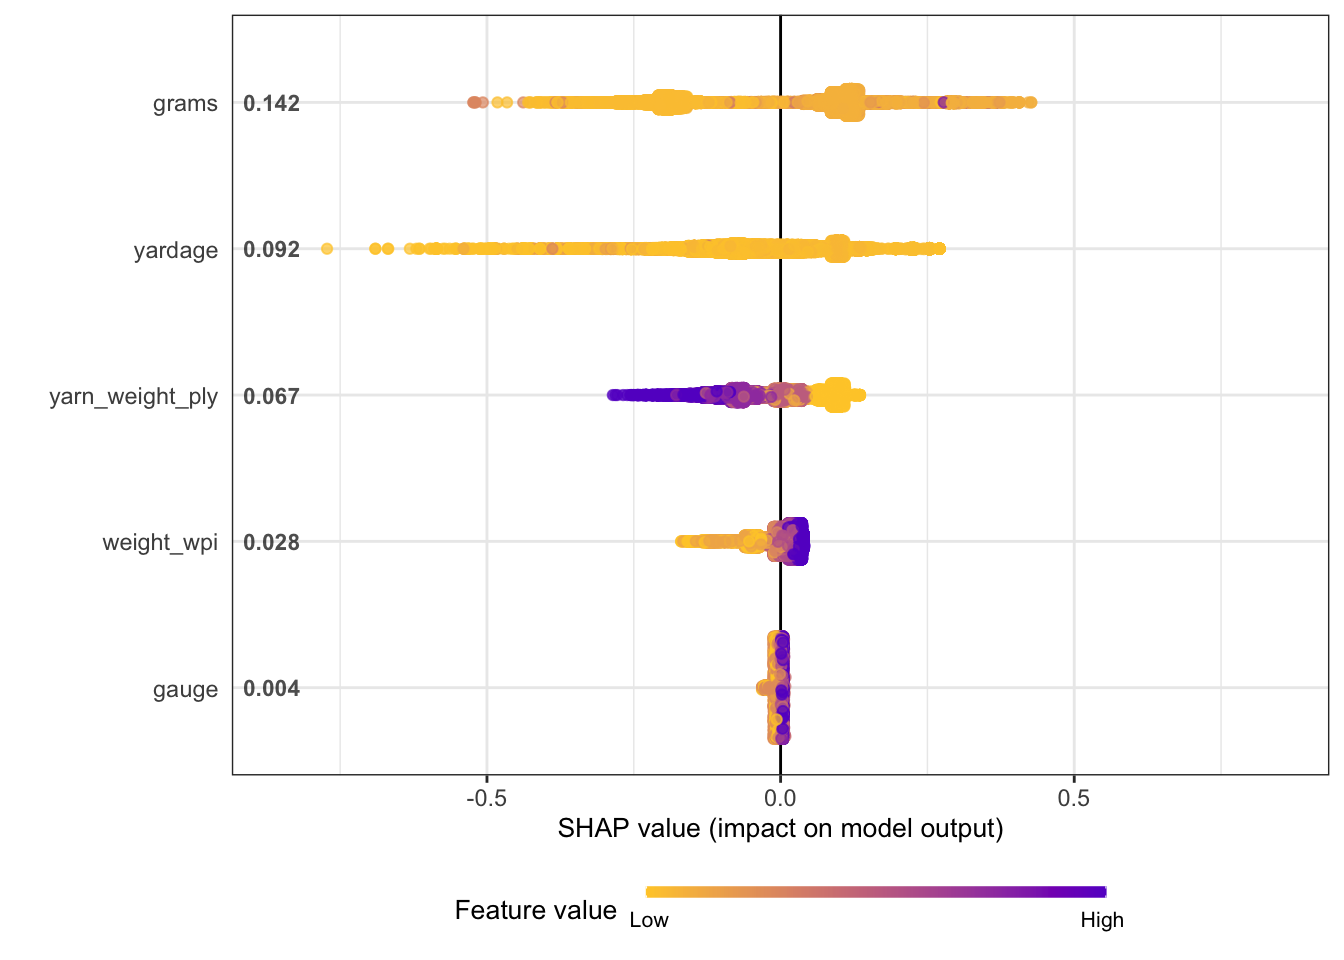 grams 0.142
yardage 0.092
yarn_weight_ply 0.067
weight_wpi 0.028
gauge 0.004
-0.5 0.0 0.5
SHAP value (impact on model output)
Feature value
Low High